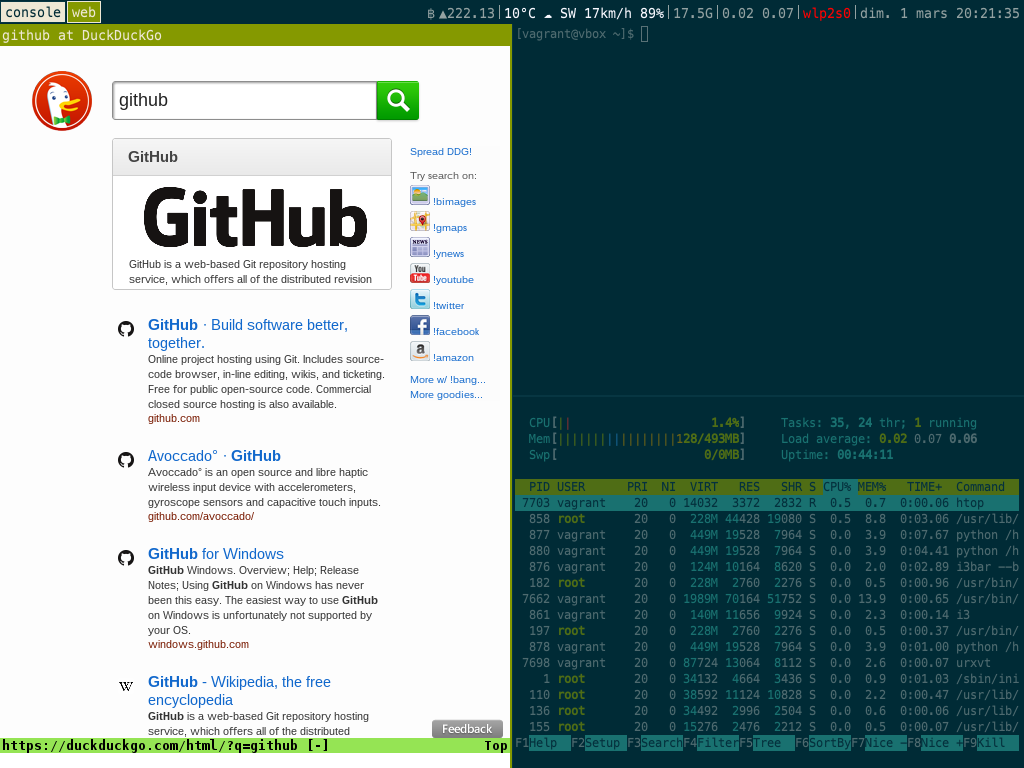 console web
฿ ▲222.13|10°C ☁ SW 17km/h 89%|17.5G|0.02 0.07|wlp2s0|dim. 1 mars 20:21:35
github at DuckDuckGo
github
GitHub
GitHub
GitHub is a web-based Git repository hosting
service, which offers all of the distributed revision
Spread DDG!
Try search on:
!bimages
!gmaps
NEWS
!ynews
You
Tube
!youtube
!twitter
!facebook
!amazon
More w/ !bang...
More goodies...
GitHub · Build software better,
together.
Online project hosting using Git. Includes source-
code browser, in-line editing, wikis, and ticketing.
Free for public open-source code. Commercial
closed source hosting is also available.
github.com
Avoccado° · GitHub
Avoccado° is an open source and libre haptic
wireless input device with accelerometers,
gyroscope sensors and capacitive touch inputs.
github.com/avoccado/
GitHub for Windows
GitHub Windows. Overview; Help; Release
Notes; Using GitHub on Windows has never
been this easy. The easiest way to use GitHub
on Windows is unfortunately not supported by
your OS.
windows.github.com
GitHub - Wikipedia, the free
encyclopedia
GitHub is a web-based Git repository hosting
service, which offers all of the distributed
Feedback
https://duckduckgo.com/html/?q=github [-] Top
[vagrant@vbox ~]$
CPU[|| 1.4%] Tasks: 35, 24 thr; 1 running
Mem[|||||||||||||||||128/493MB] Load average: 0.02 0.07 0.06
Swp[ 0/0MB] Uptime: 00:44:11
PID USER PRI NI VIRT RES SHR S CPU% MEM% TIME+ Command
7703 vagrant 20 0 14032 3372 2832 R 0.5 0.7 0:00.06 htop
858 root 20 0 228M 44428 19080 S 0.5 8.8 0:03.06 /usr/lib/
877 vagrant 20 0 449M 19528 7964 S 0.0 3.9 0:07.67 python /h
880 vagrant 20 0 449M 19528 7964 S 0.0 3.9 0:04.41 python /h
876 vagrant 20 0 124M 10164 8620 S 0.0 2.0 0:02.89 i3bar --b
182 root 20 0 228M 2760 2276 S 0.0 0.5 0:00.96 /usr/bin/
7662 vagrant 20 0 1989M 70164 51752 S 0.0 13.9 0:00.65 /usr/bin/
861 vagrant 20 0 140M 11656 9924 S 0.0 2.3 0:00.14 i3
197 root 20 0 228M 2760 2276 S 0.0 0.5 0:00.37 /usr/bin/
878 vagrant 20 0 449M 19528 7964 S 0.0 3.9 0:01.00 python /h
7698 vagrant 20 0 87724 13064 8112 S 0.0 2.6 0:00.07 urxvt
1 root 20 0 34132 4664 3436 S 0.0 0.9 0:01.03 /sbin/ini
110 root 20 0 38592 11124 10828 S 0.0 2.2 0:00.47 /usr/lib/
136 root 20 0 34492 2996 2504 S 0.0 0.6 0:00.06 /usr/lib/
155 root 20 0 15276 2476 2212 S 0.0 0.5 0:00.07 /usr/lib/
F1Help F2Setup F3SearchF4FilterF5Tree F6SortByF7Nice -F8Nice +F9Kill